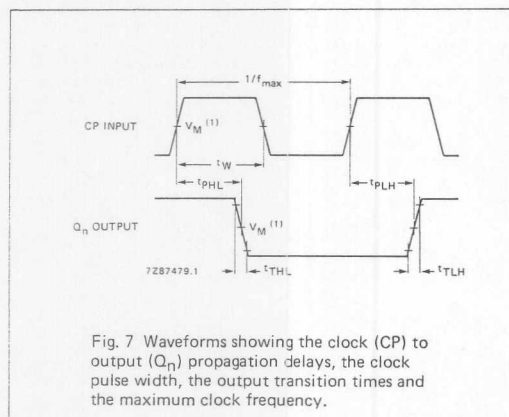 1/fmax
CP INPUT
VM (1)
tW
tPHL
tPLH
Qn OUTPUT
VM (1)
7Z87479.1
tTHL
tTLH
Fig. 7 Waveforms showing the clock (CP) to
output (Qn) propagation delays, the clock
pulse width, the output transition times and
the maximum clock frequency.